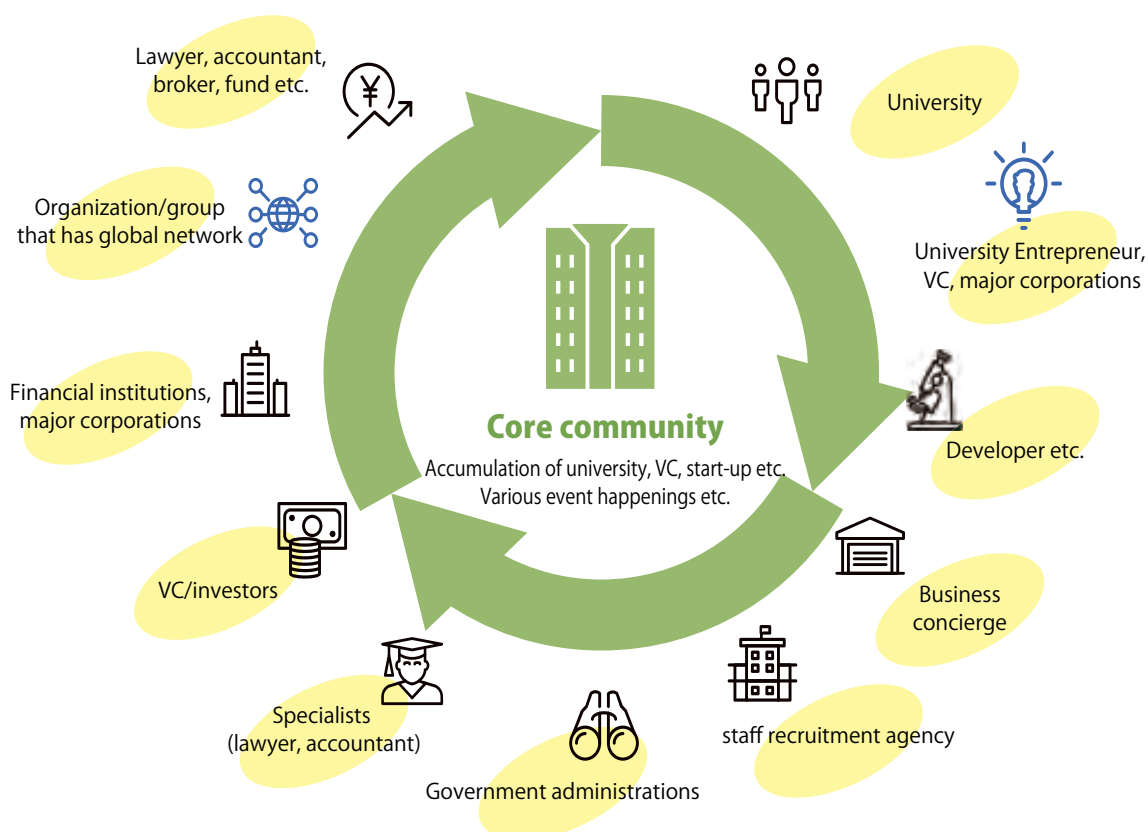 Lawyer, accountant,
broker, fund etc.
University
Organization/group
that has global network
University Entrepreneur,
VC, major corporations
Financial institutions,
major corporations
Core community
Accumulation of university, VC, start-up etc.
Various event happenings etc.
Developer etc.
VC/investors
Business
concierge
Specialists
(lawyer, accountant)
staff recruitment agency
Government administrations
¥